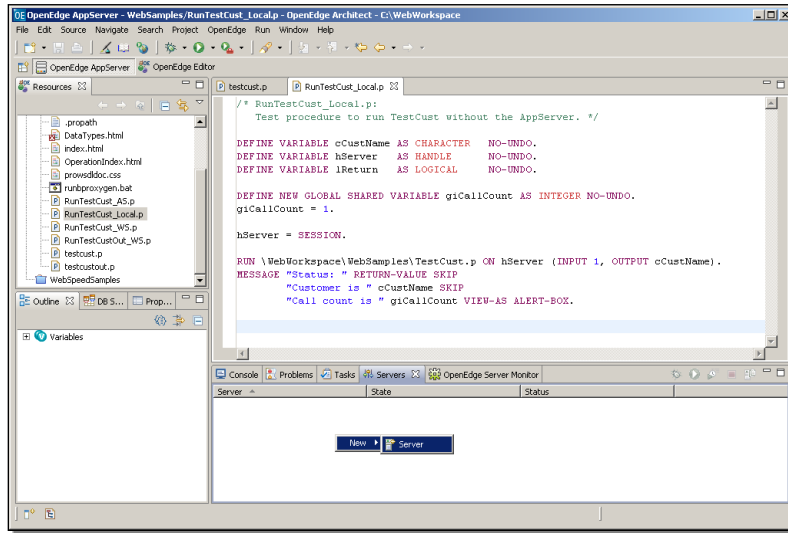 OpenEdge AppServer - WebSamples/RunTestCust_Local.p - OpenEdge Architect - C:\WebWorkspace
File Edit Source Navigate Search Project OpenEdge Run Window Help
OpenEdge AppServer OpenEdge Editor
Resources
.propath
DataTypes.html
index.html
OperationIndex.html
prowsdldoc.css
runbproxygen.bat
RunTestCust_AS.p
RunTestCust_Local.p
RunTestCust_WS.p
RunTestCustOut_WS.p
testcust.p
testcustout.p
WebSpeedSamples
Outline DB S... Prop...
Variables
testcust.p RunTestCust_Local.p
/* RunTestCust_Local.p:
Test procedure to run TestCust without the AppServer. */
DEFINE VARIABLE cCustName AS CHARACTER NO-UNDO.
DEFINE VARIABLE hServer AS HANDLE NO-UNDO.
DEFINE VARIABLE lReturn AS LOGICAL NO-UNDO.
DEFINE NEW GLOBAL SHARED VARIABLE giCallCount AS INTEGER NO-UNDO.
giCallCount = 1.
hServer = SESSION.
RUN \WebWorkspace\WebSamples\TestCust.p ON hServer (INPUT 1, OUTPUT cCustName).
MESSAGE "Status: " RETURN-VALUE SKIP
"Customer is " cCustName SKIP
"Call count is " giCallCount VIEW-AS ALERT-BOX.
Console Problems Tasks Servers OpenEdge Server Monitor
Server State Status
New Server